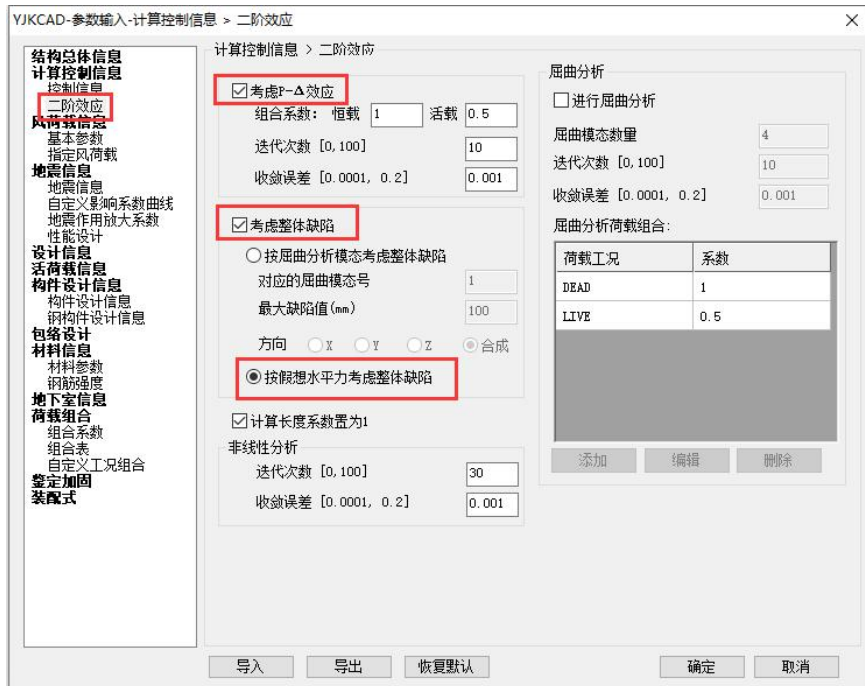 YJKCAD-参数输入-计算控制信息 > 二阶效应
结构总体信息
计算控制信息
控制信息
二阶效应
风荷载信息
基本参数
指定风荷载
地震信息
地震信息
自定义影响系数曲线
地震作用放大系数
性能设计
设计信息
活荷载信息
构件设计信息
构件设计信息
钢构件设计信息
包络设计
材料信息
材料参数
钢筋强度
地下室信息
荷载组合
组合系数
组合表
自定义工况组合
鉴定加固
装配式
计算控制信息 > 二阶效应
考虑P-Δ效应
组合系数: 恒载 1 活载 0.5
迭代次数 [0,100] 10
收敛误差 [0.0001, 0.2] 0.001
考虑整体缺陷
按屈曲分析模态考虑整体缺陷
对应的屈曲模态号 1
最大缺陷值(mm) 100
方向 X Y Z 合成
按假想水平力考虑整体缺陷
计算长度系数置为1
非线性分析
迭代次数 [0,100] 30
收敛误差 [0.0001, 0.2] 0.001
屈曲分析
进行屈曲分析
屈曲模态数量 4
迭代次数 [0,100] 10
收敛误差 [0.0001, 0.2] 0.001
屈曲分析荷载组合:
荷载工况 系数
DEAD 1
LIVE 0.5
添加 编辑 删除
导入 导出 恢复默认 确定 取消